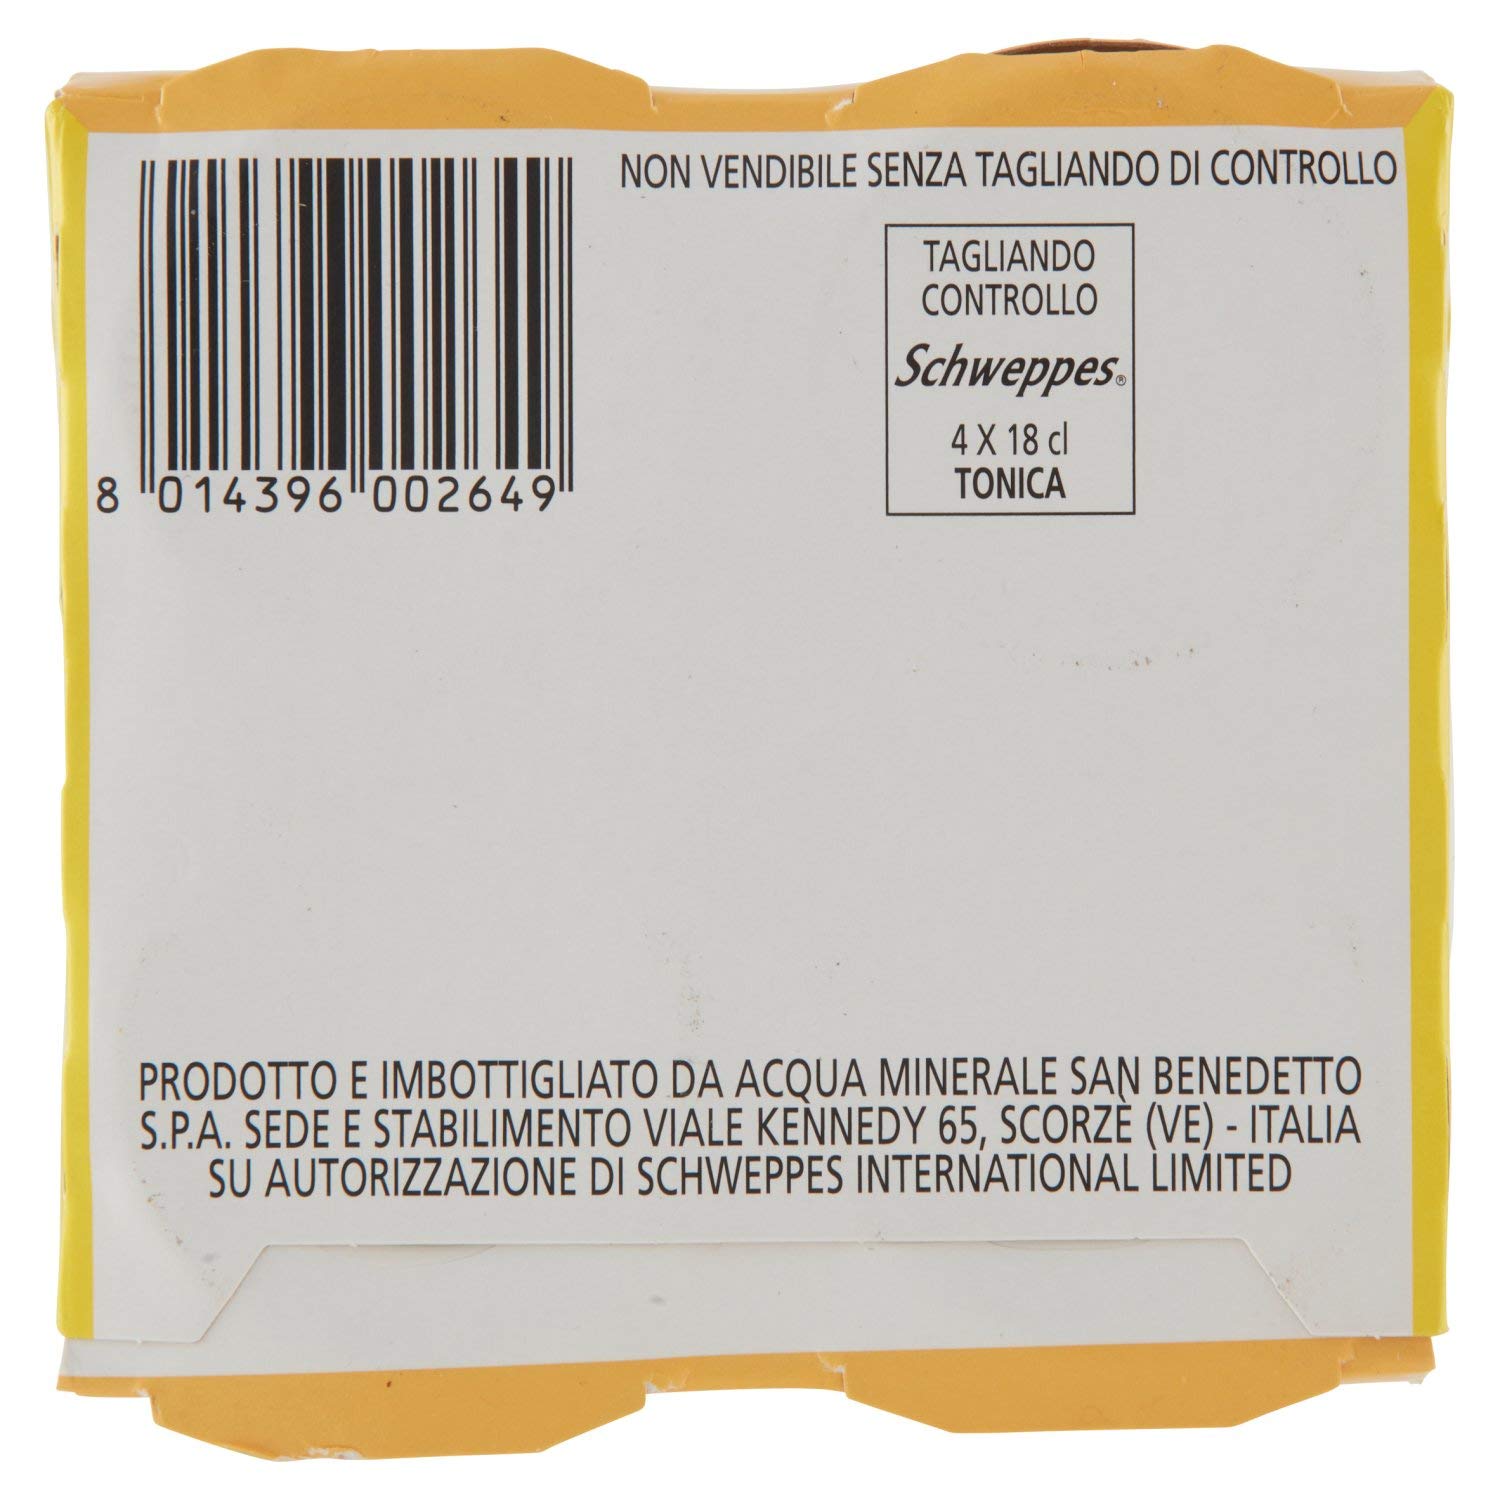 NON VENDIBILE SENZA TAGLIANDO DI CONTROLLO
TAGLIANDO
CONTROLLO
Schweppes®
4 X 18 cl
TONICA
8 014396 002649
PRODOTTO E IMBOTTIGLIATO DA ACQUA MINERALE SAN BENEDETTO
S.P.A. SEDE E STABILIMENTO VIALE KENNEDY 65, SCORZÈ (VE) - ITALIA
SU AUTORIZZAZIONE DI SCHWEPPES INTERNATIONAL LIMITED